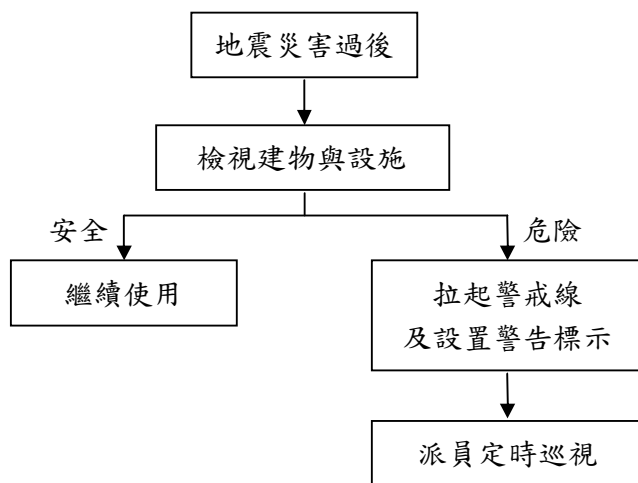 地震災害過後
檢視建物與設施
安全
危險
繼續使用
拉起警戒線
及設置警告標示
派員定時巡視